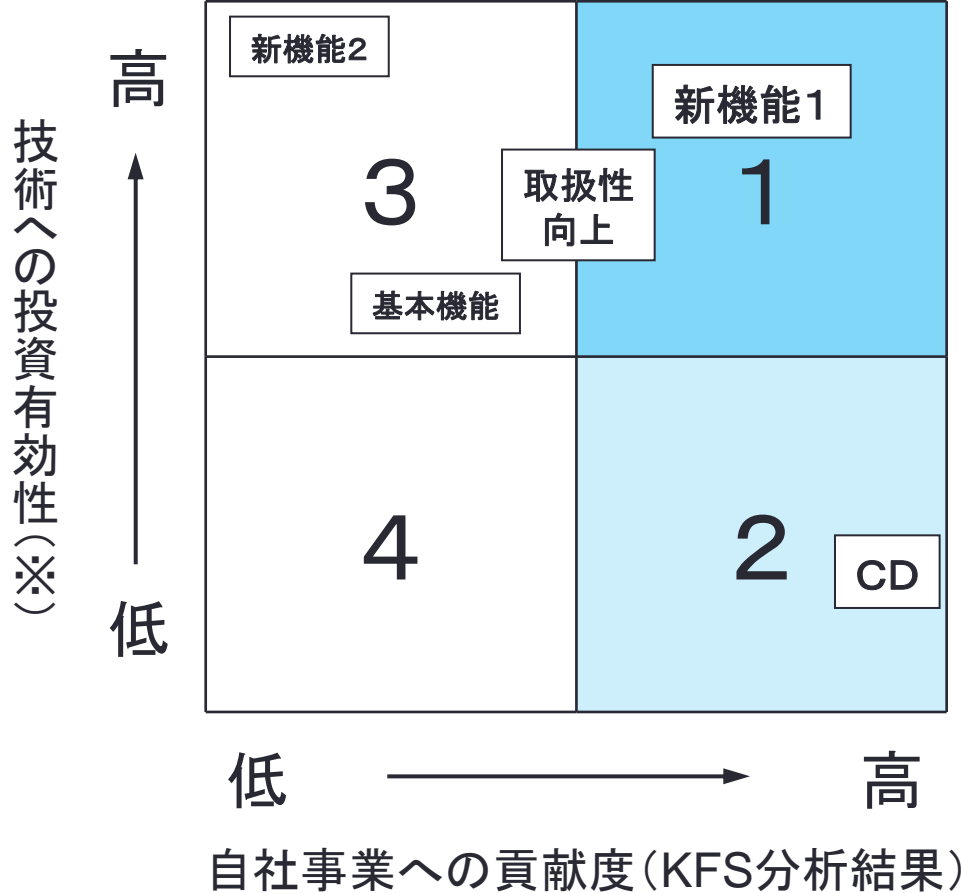 技術への投資有効性（※）
高
低
新機能２
新機能１
３
１
取扱性
向上
基本機能
４
２
CD
低
高
自社事業への貢献度（KFS分析結果）